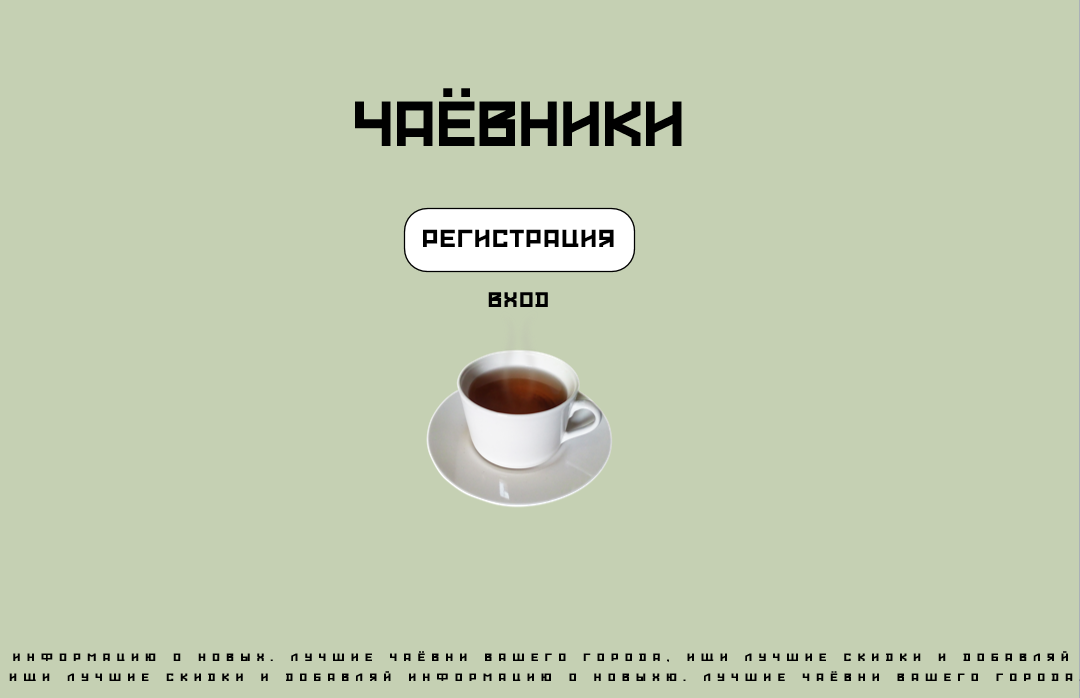 ЧАЁВНИКИ
РЕГИСТРАЦИЯ
ВХОД
ИНФОРМАЦИЮ О НОВЫХ. ЛУЧШИЕ ЧАЁВНИ ВАШЕГО ГОРОДА, ИЩИ ЛУЧШИЕ СКИДКИ И ДОБАВЛЯЙ
ИЩИ ЛУЧШИЕ СКИДКИ И ДОБАВЛЯЙ ИНФОРМАЦИЮ О НОВЫХЮ. ЛУЧШИЕ ЧАЁВНИ ВАШЕГО ГОРОДА